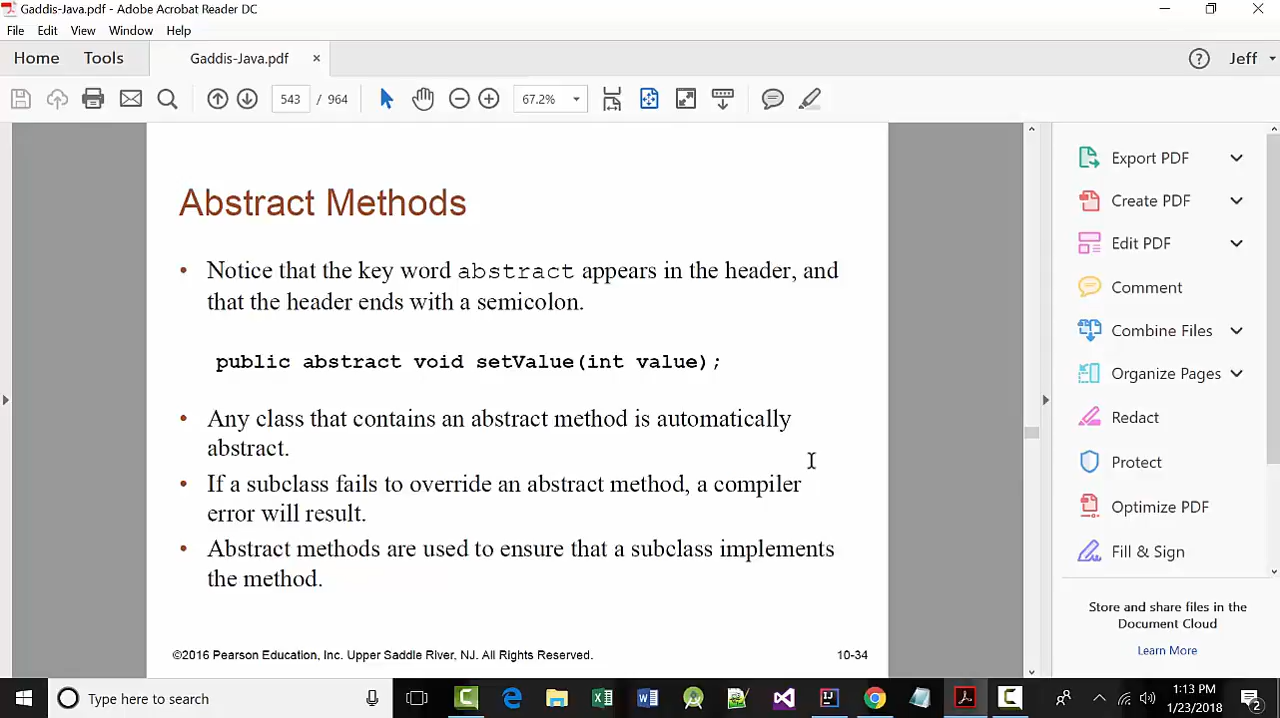 Gaddis-Java.pdf - Adobe Acrobat Reader DC
File Edit View Window Help
Home Tools Gaddis-Java.pdf × ? Jeff
543 / 964 67.2%
Abstract Methods
• Notice that the key word abstract appears in the header, and
that the header ends with a semicolon.
public abstract void setValue(int value);
• Any class that contains an abstract method is automatically
abstract.
• If a subclass fails to override an abstract method, a compiler
error will result.
• Abstract methods are used to ensure that a subclass implements
the method.
©2016 Pearson Education, Inc. Upper Saddle River, NJ. All Rights Reserved. 10-34
Export PDF
Create PDF
Edit PDF
Comment
Combine Files
Organize Pages
Redact
Protect
Optimize PDF
Fill & Sign
Store and share files in the
Document Cloud
Learn More
Type here to search
1:13 PM
1/23/2018
2